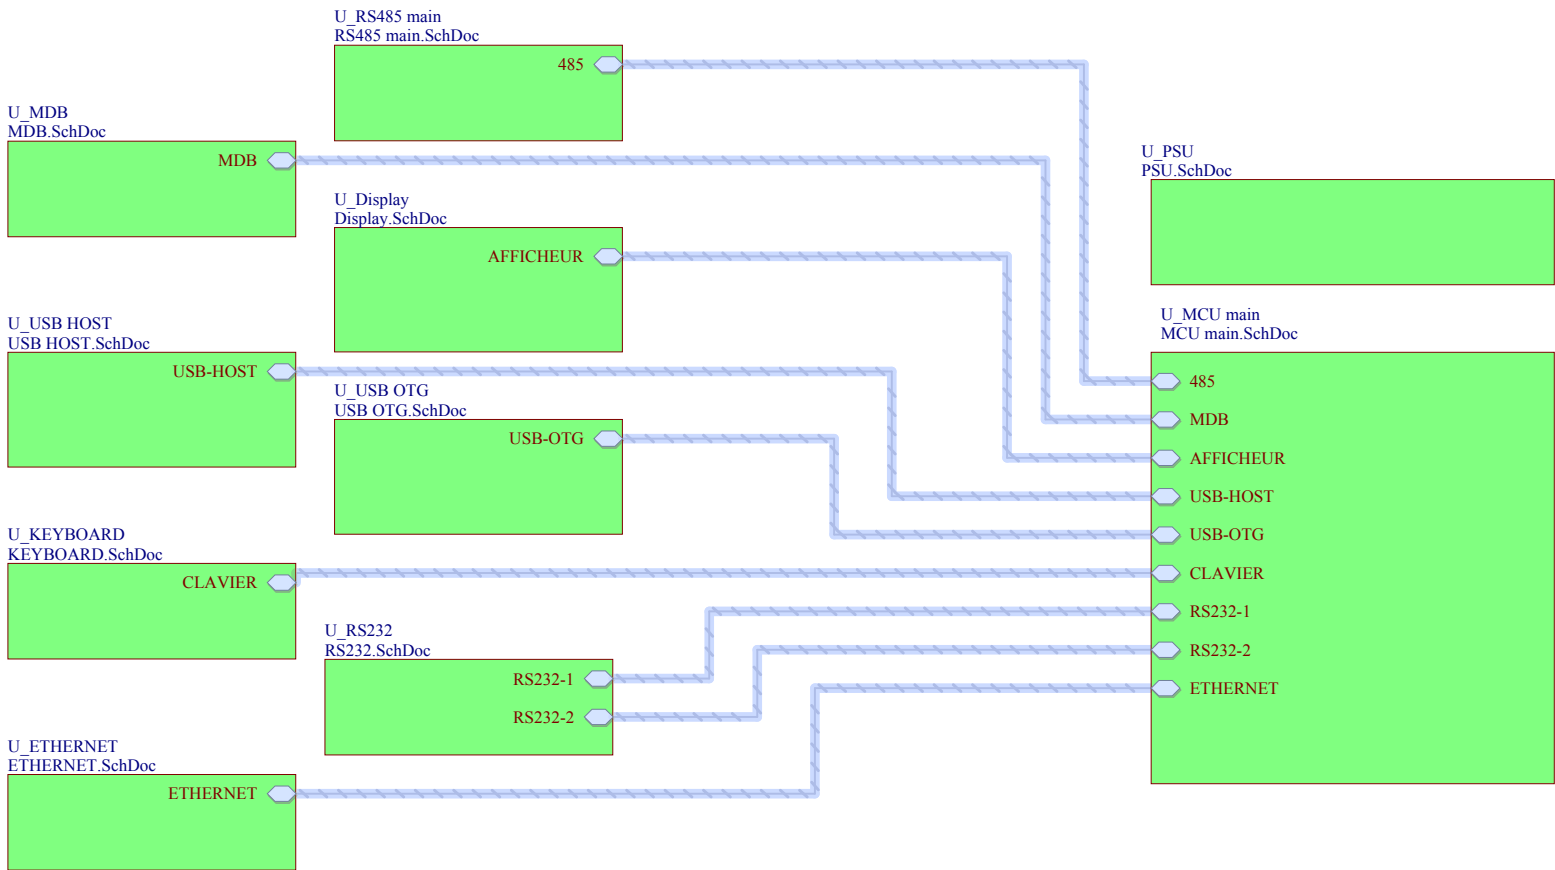 U_RS485 main
RS485 main.SchDoc
485
U_MDB
MDB.SchDoc
MDB
U_PSU
PSU.SchDoc
U_Display
Display.SchDoc
AFFICHEUR
U_USB HOST
USB HOST.SchDoc
USB-HOST
U_USB OTG
USB OTG.SchDoc
USB-OTG
U_KEYBOARD
KEYBOARD.SchDoc
CLAVIER
U_RS232
RS232.SchDoc
RS232-1
RS232-2
U_ETHERNET
ETHERNET.SchDoc
ETHERNET
U_MCU main
MCU main.SchDoc
485
MDB
AFFICHEUR
USB-HOST
USB-OTG
CLAVIER
RS232-1
RS232-2
ETHERNET